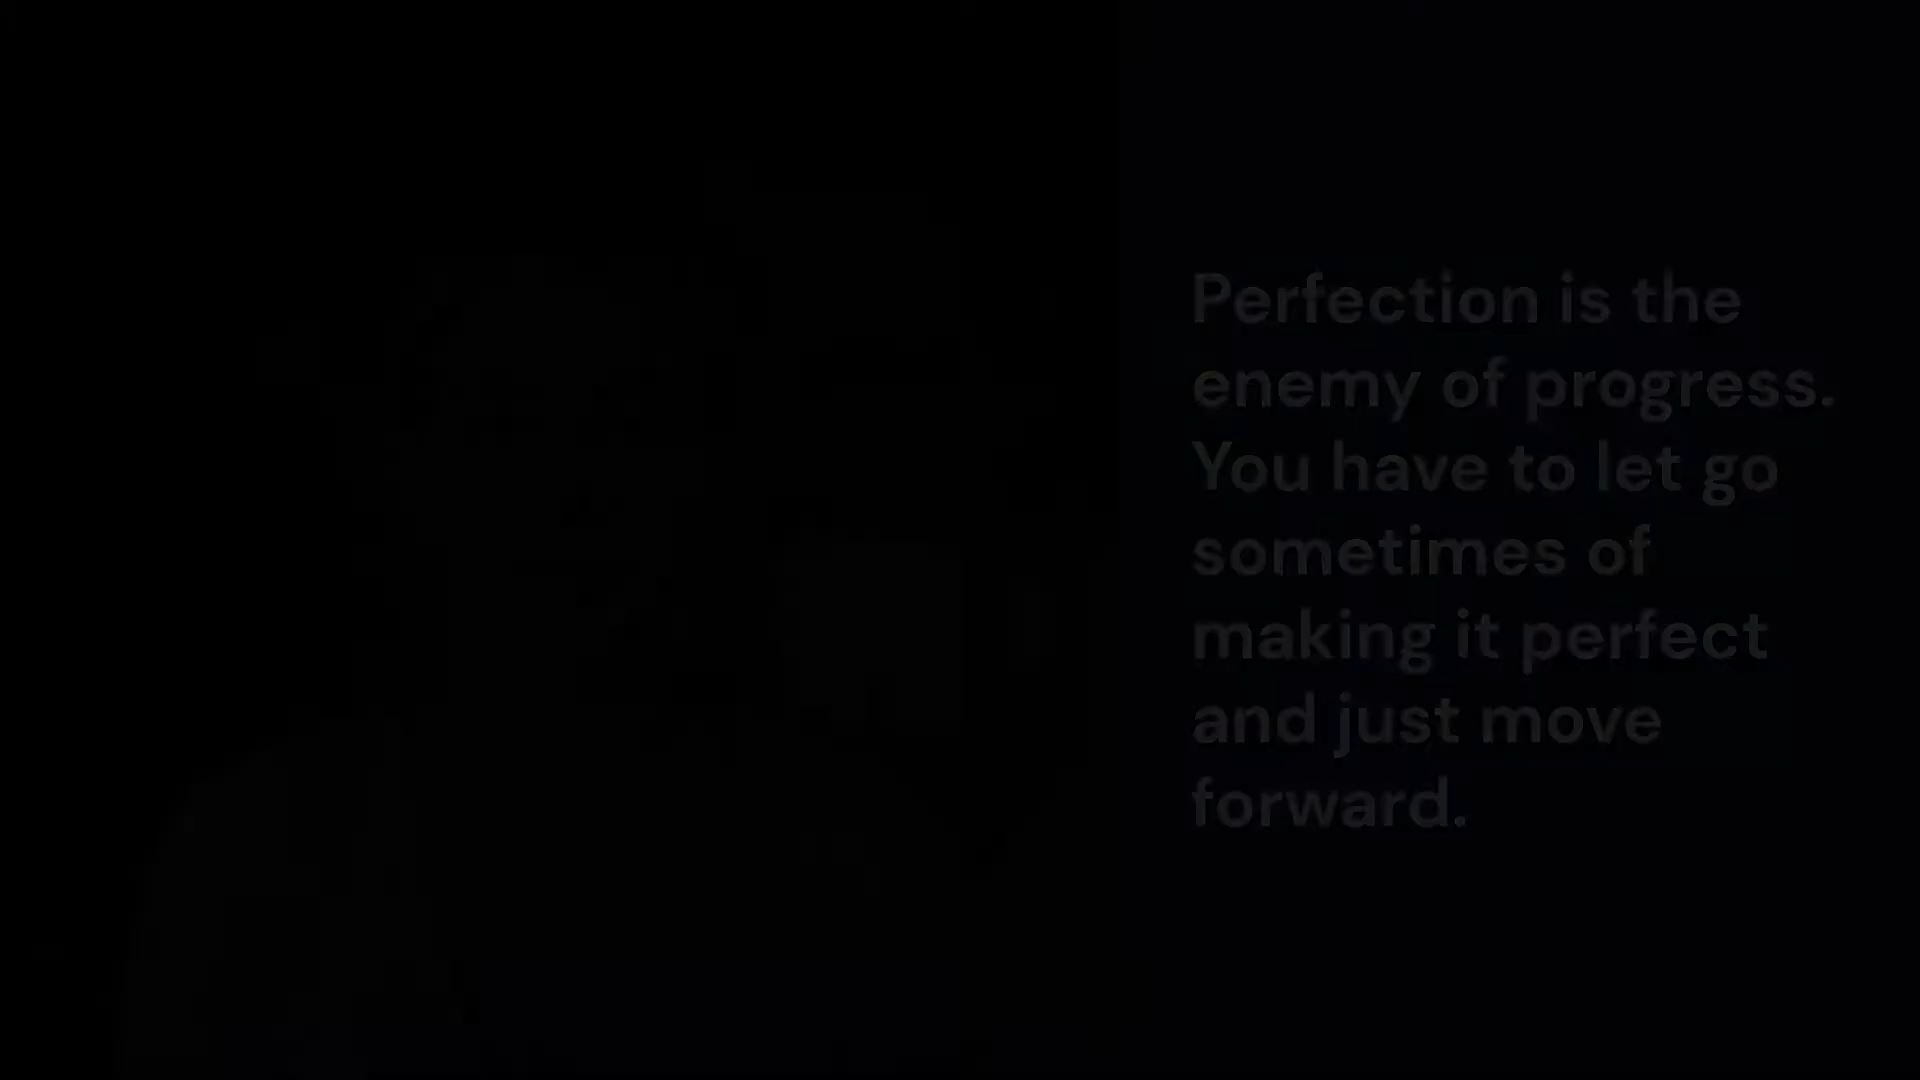 Perfection is the
enemy of progress.
You have to let go
sometimes of
making it perfect
and just move
forward.